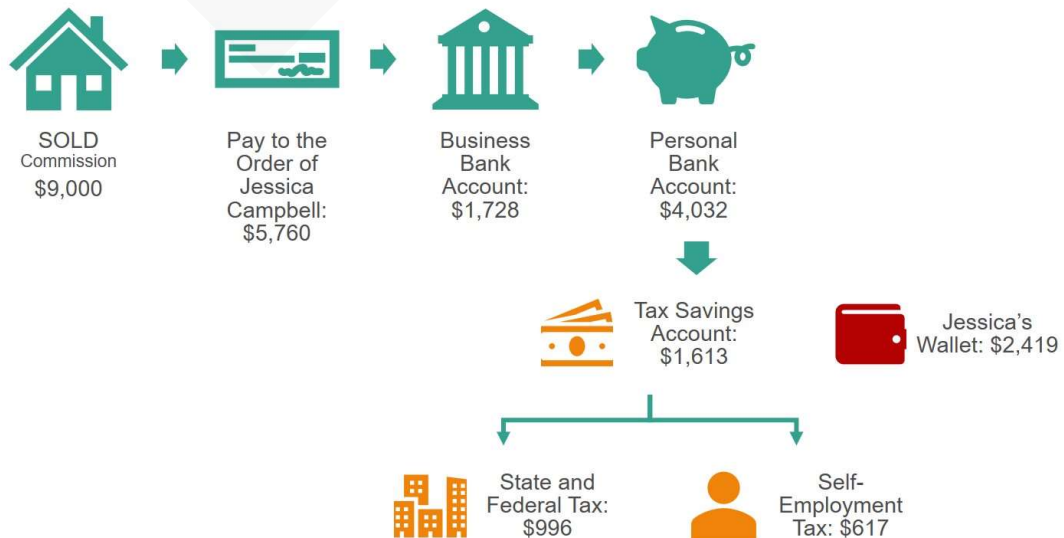 SOLD
Commission
$9,000
Pay to the
Order of
Jessica
Campbell:
$5,760
Business
Bank
Account:
$1,728
Personal
Bank
Account:
$4,032
Tax Savings
Account:
$1,613
Jessica’s
Wallet: $2,419
State and
Federal Tax:
$996
Self-
Employment
Tax: $617